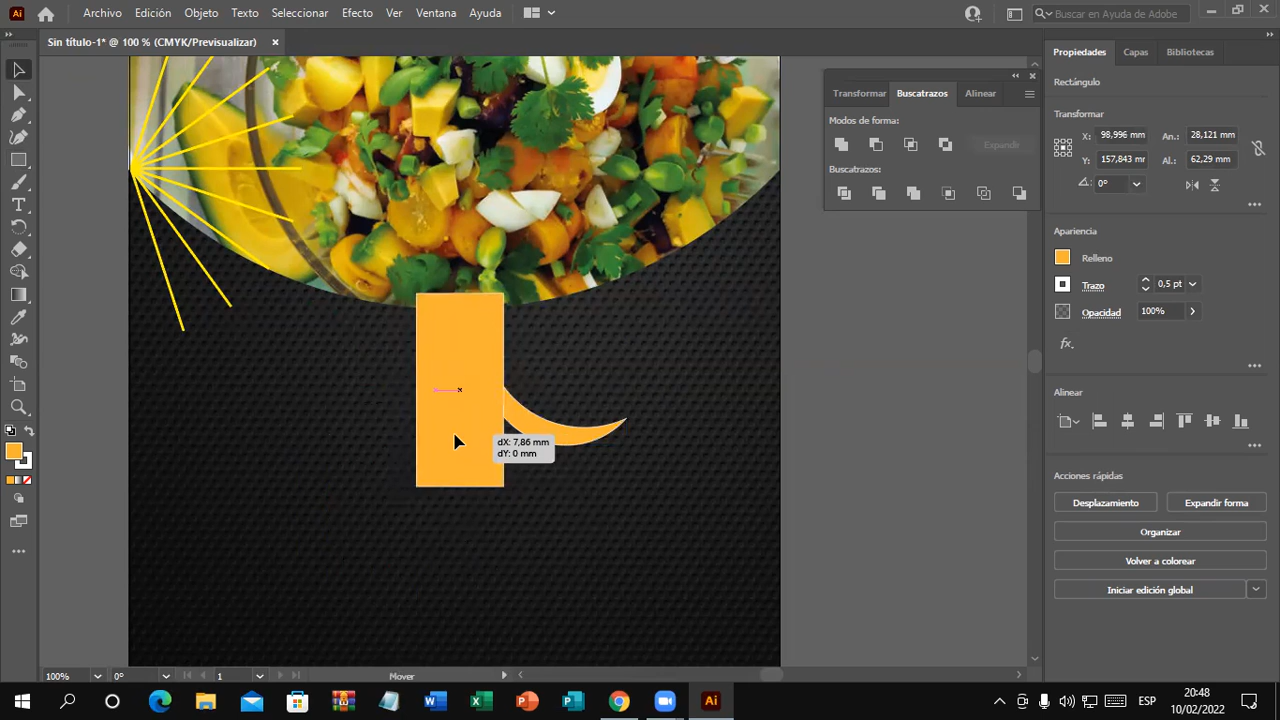 Ai
Archivo Edición Objeto Texto Seleccionar Efecto Ver Ventana Ayuda
Buscar en Ayuda de Adobe
Sin título-1* @ 100 % (CMYK/Previsualizar) ×
Propiedades Capas Bibliotecas
Rectángulo
Transformar
X: 98,996 mm An.: 28,121 mm
Y: 157,843 mm Al.: 62,29 mm
0°
Apariencia
Relleno
Trazo 0,5 pt
Opacidad 100%
fx.
Alinear
Acciones rápidas
Desplazamiento Expandir forma
Organizar
Volver a colorear
Iniciar edición global
Transformar Buscatrazos Alinear
Modos de forma:
Expandir
Buscatrazos:
dX: 7,86 mm
dY: 0 mm
100% 0° 1 Mover
ESP
20:48
10/02/2022